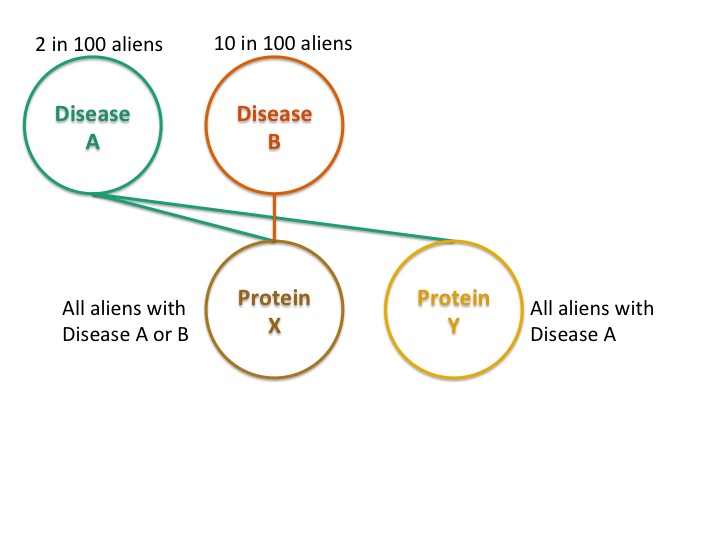 2 in 100 aliens
10 in 100 aliens
Disease
A
Disease
B
All aliens with
Disease A or B
Protein
X
Protein
Y
All aliens with
Disease A